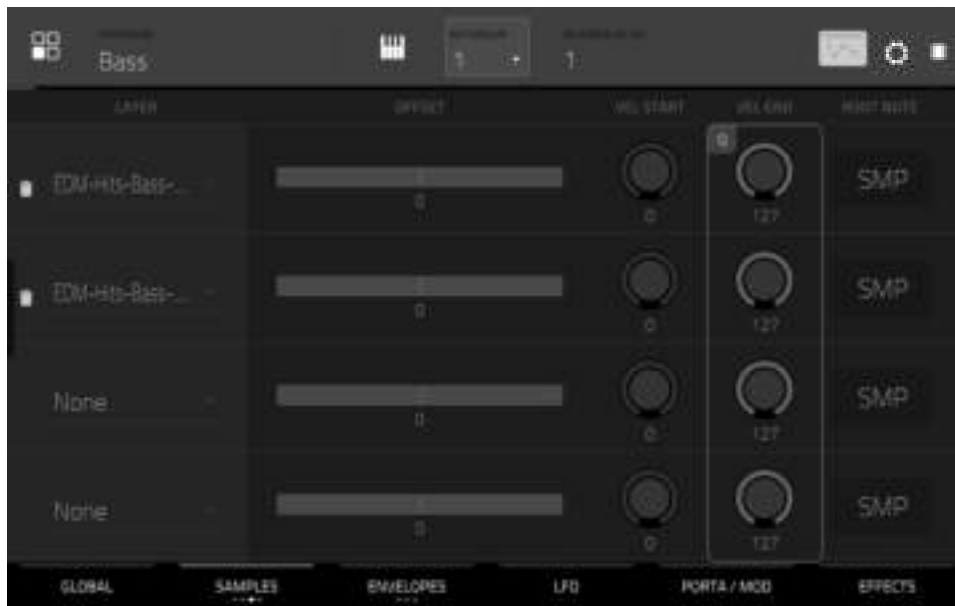 Bass
1
1
LAYER OFFSET VEL START VEL END ROOT NOTE
EDM-Hits-Bass-...
0
0
127
SMP
EDM-Hits-Bass-...
0
0
127
SMP
None
0
0
127
SMP
None
0
0
127
SMP
GLOBAL SAMPLES ENVELOPES LFO PORTA / MOD EFFECTS